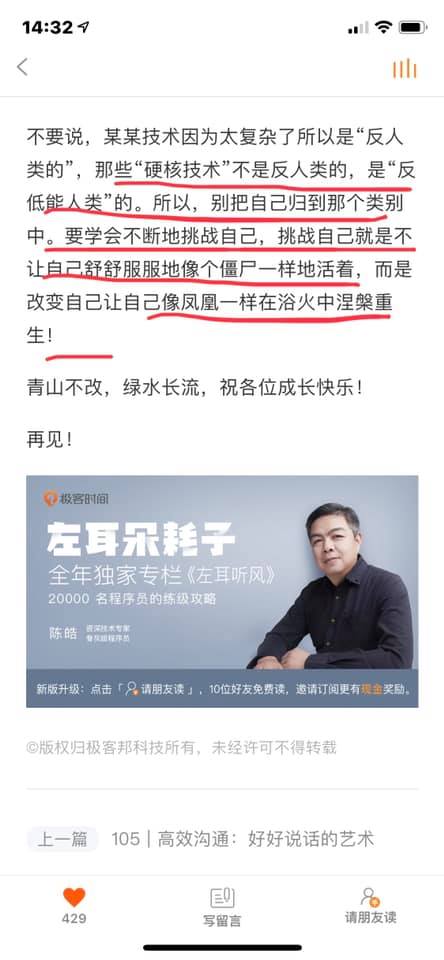 14:32
不要说，某某技术因为太复杂了所以是“反人
类的”，那些“硬核技术”不是反人类的，是“反
低能人类”的。所以，别把自己归到那个类别
中。要学会不断地挑战自己，挑战自己就是不
让自己舒舒服服地像个僵尸一样地活着，而是
改变自己让自己像凤凰一样在浴火中涅槃重
生！
青山不改，绿水长流，祝各位成长快乐！
再见！
极客时间
左耳朵耗子
全年独家专栏《左耳听风》
20000 名程序员的练级攻略
陈皓 资深技术专家
骨灰级程序员
新版升级：点击「 请朋友读 」，10位好友免费读，邀请订阅更有现金奖励。
©版权归极客邦科技所有，未经许可不得转载
上一篇 105 | 高效沟通：好好说话的艺术
429 写留言 请朋友读